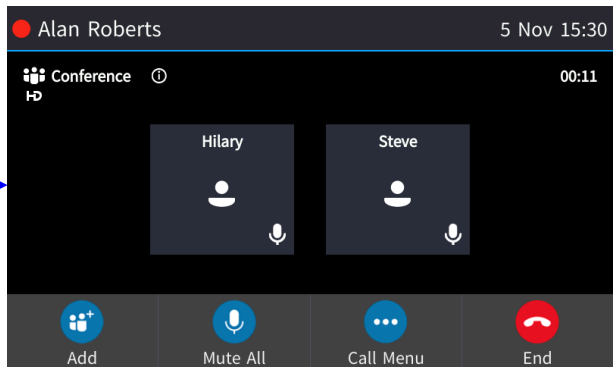 Alan Roberts 5 Nov 15:30
Conference 00:11
HD
Hilary Steve
Add Mute All Call Menu End